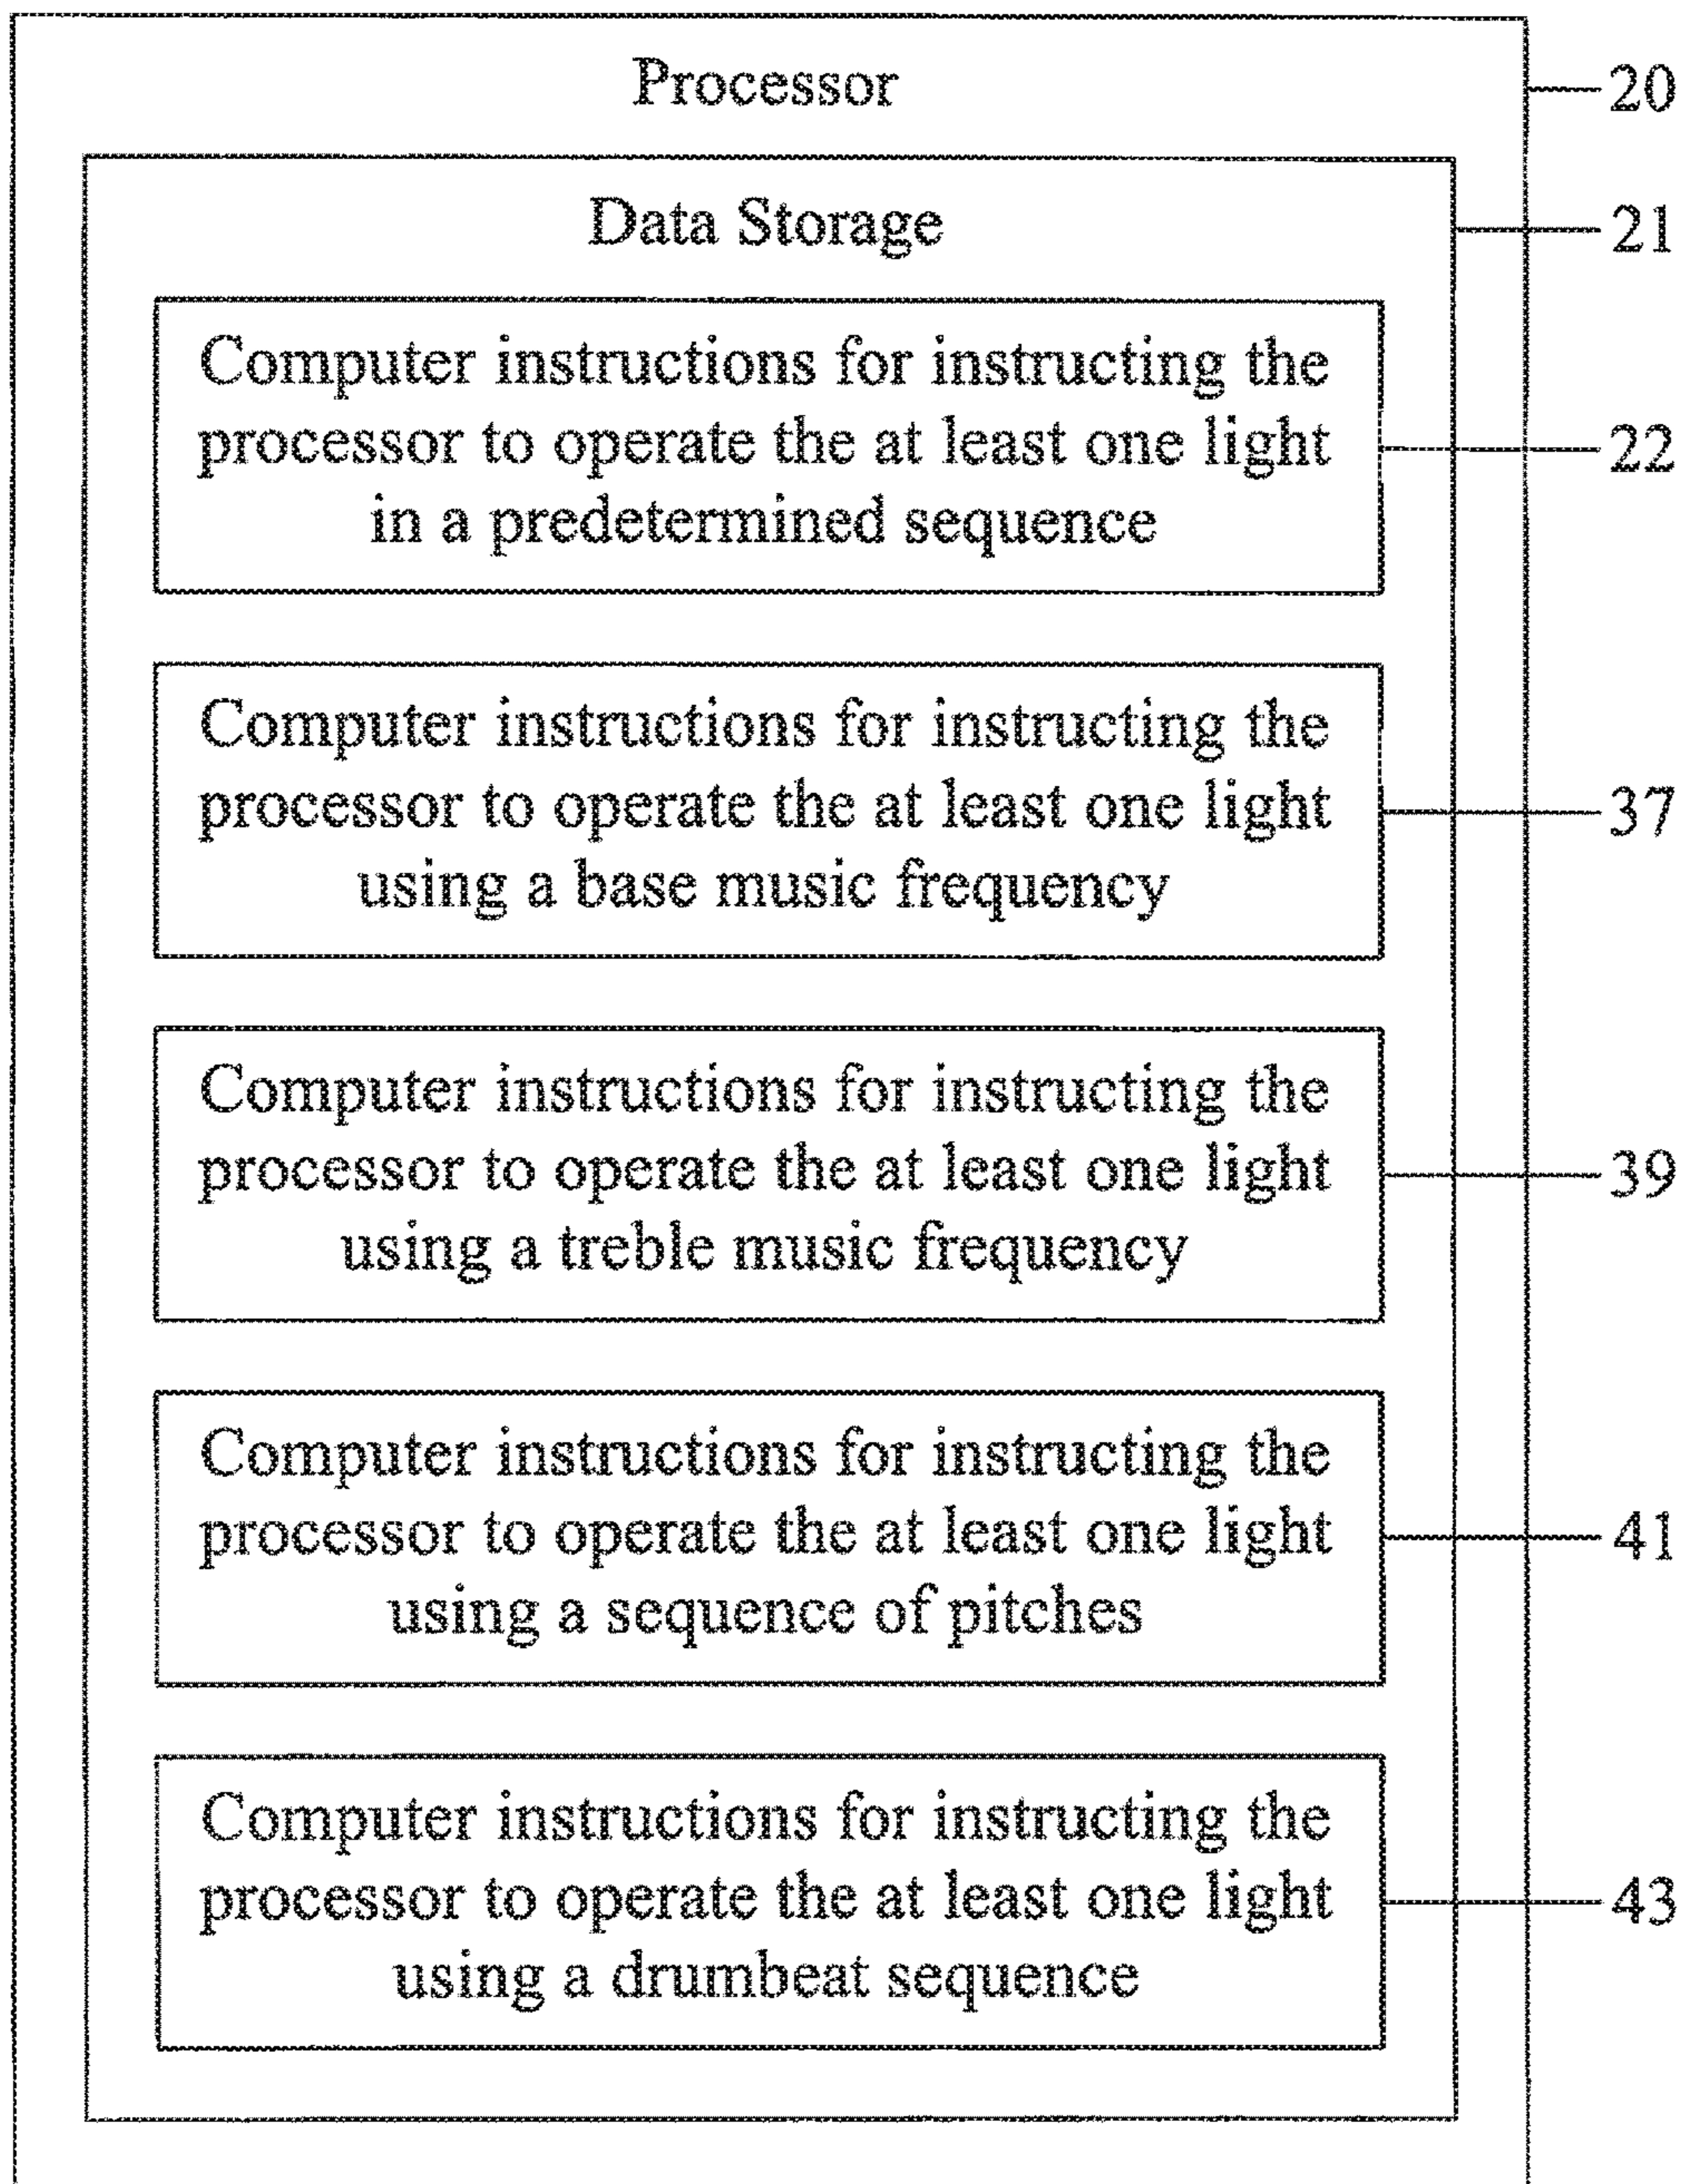 Processor
20
Data Storage
21
Computer instructions for instructing the
processor to operate the at least one light
in a predetermined sequence
22
Computer instructions for instructing the
processor to operate the at least one light
using a base music frequency
37
Computer instructions for instructing the
processor to operate the at least one light
using a treble music frequency
39
Computer instructions for instructing the
processor to operate the at least one light
using a sequence of pitches
41
Computer instructions for instructing the
processor to operate the at least one light
using a drumbeat sequence
43